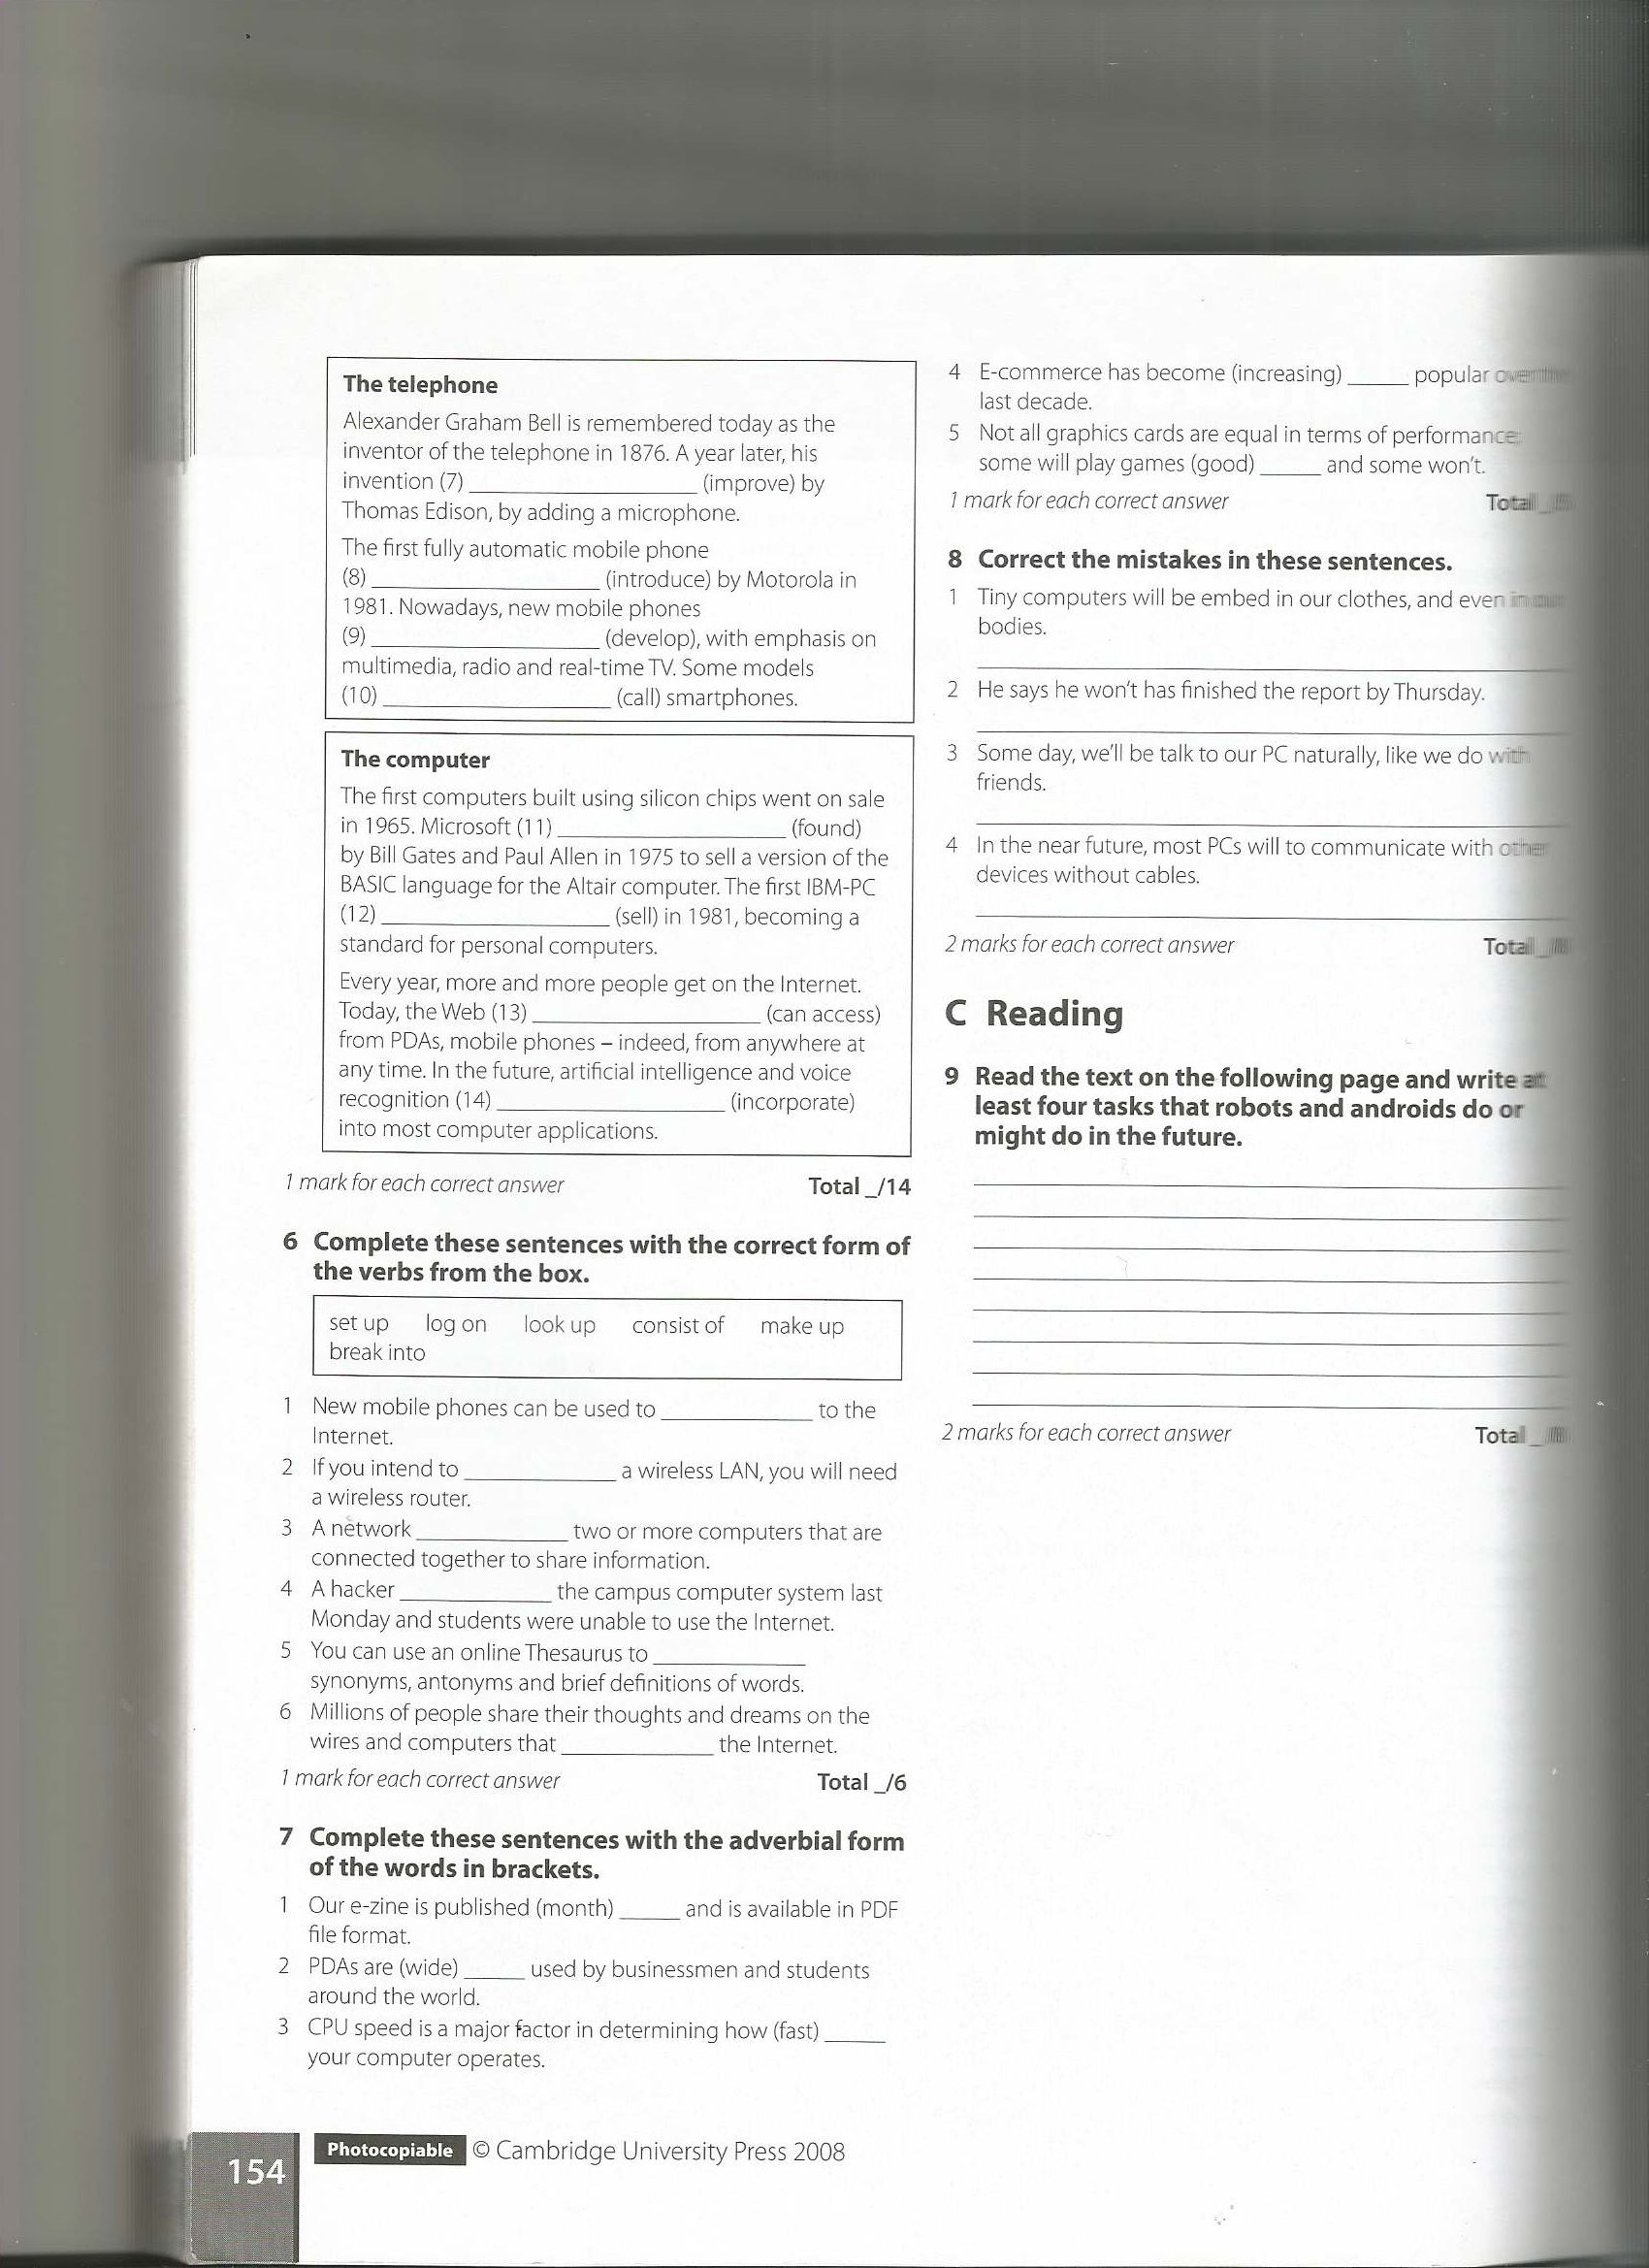 The telephone
Alexander Graham Bell is remembered today as the
inventor of the telephone in 1876. A year later, his
invention (7) ____________ (improve) by
Thomas Edison, by adding a microphone.
The first fully automatic mobile phone
(8) ____________ (introduce) by Motorola in
1981. Nowadays, new mobile phones
(9) ____________ (develop), with emphasis on
multimedia, radio and real-time TV. Some models
(10) ____________ (call) smartphones.
The computer
The first computers built using silicon chips went on sale
in 1965. Microsoft (11) ____________ (found)
by Bill Gates and Paul Allen in 1975 to sell a version of the
BASIC language for the Altair computer. The first IBM-PC
(12) ____________ (sell) in 1981, becoming a
standard for personal computers.
Every year, more and more people get on the Internet.
Today, the Web (13) ____________ (can access)
from PDAs, mobile phones – indeed, from anywhere at
any time. In the future, artificial intelligence and voice
recognition (14) ____________ (incorporate)
into most computer applications.
1 mark for each correct answer Total _/14
6 Complete these sentences with the correct form of
the verbs from the box.
set up log on look up consist of make up
break into
1 New mobile phones can be used to ________ to the
Internet.
2 If you intend to ________ a wireless LAN, you will need
a wireless router.
3 A network ________ two or more computers that are
connected together to share information.
4 A hacker ________ the campus computer system last
Monday and students were unable to use the Internet.
5 You can use an online Thesaurus to ________
synonyms, antonyms and brief definitions of words.
6 Millions of people share their thoughts and dreams on the
wires and computers that ________ the Internet.
1 mark for each correct answer Total _/6
7 Complete these sentences with the adverbial form
of the words in brackets.
1 Our e-zine is published (month) ____ and is available in PDF
file format.
2 PDAs are (wide) ____ used by businessmen and students
around the world.
3 CPU speed is a major factor in determining how (fast) ____
your computer operates.
4 E-commerce has become (increasing) ____ popular over the
last decade.
5 Not all graphics cards are equal in terms of performance;
some will play games (good) ____ and some won't.
1 mark for each correct answer Total _
8 Correct the mistakes in these sentences.
1 Tiny computers will be embed in our clothes, and even in our
bodies.
2 He says he won't has finished the report by Thursday.
3 Some day, we'll be talk to our PC naturally, like we do with
friends.
4 In the near future, most PCs will to communicate with other
devices without cables.
2 marks for each correct answer Total _
C Reading
9 Read the text on the following page and write at
least four tasks that robots and androids do or
might do in the future.
2 marks for each correct answer Total _
154 Photocopiable © Cambridge University Press 2008